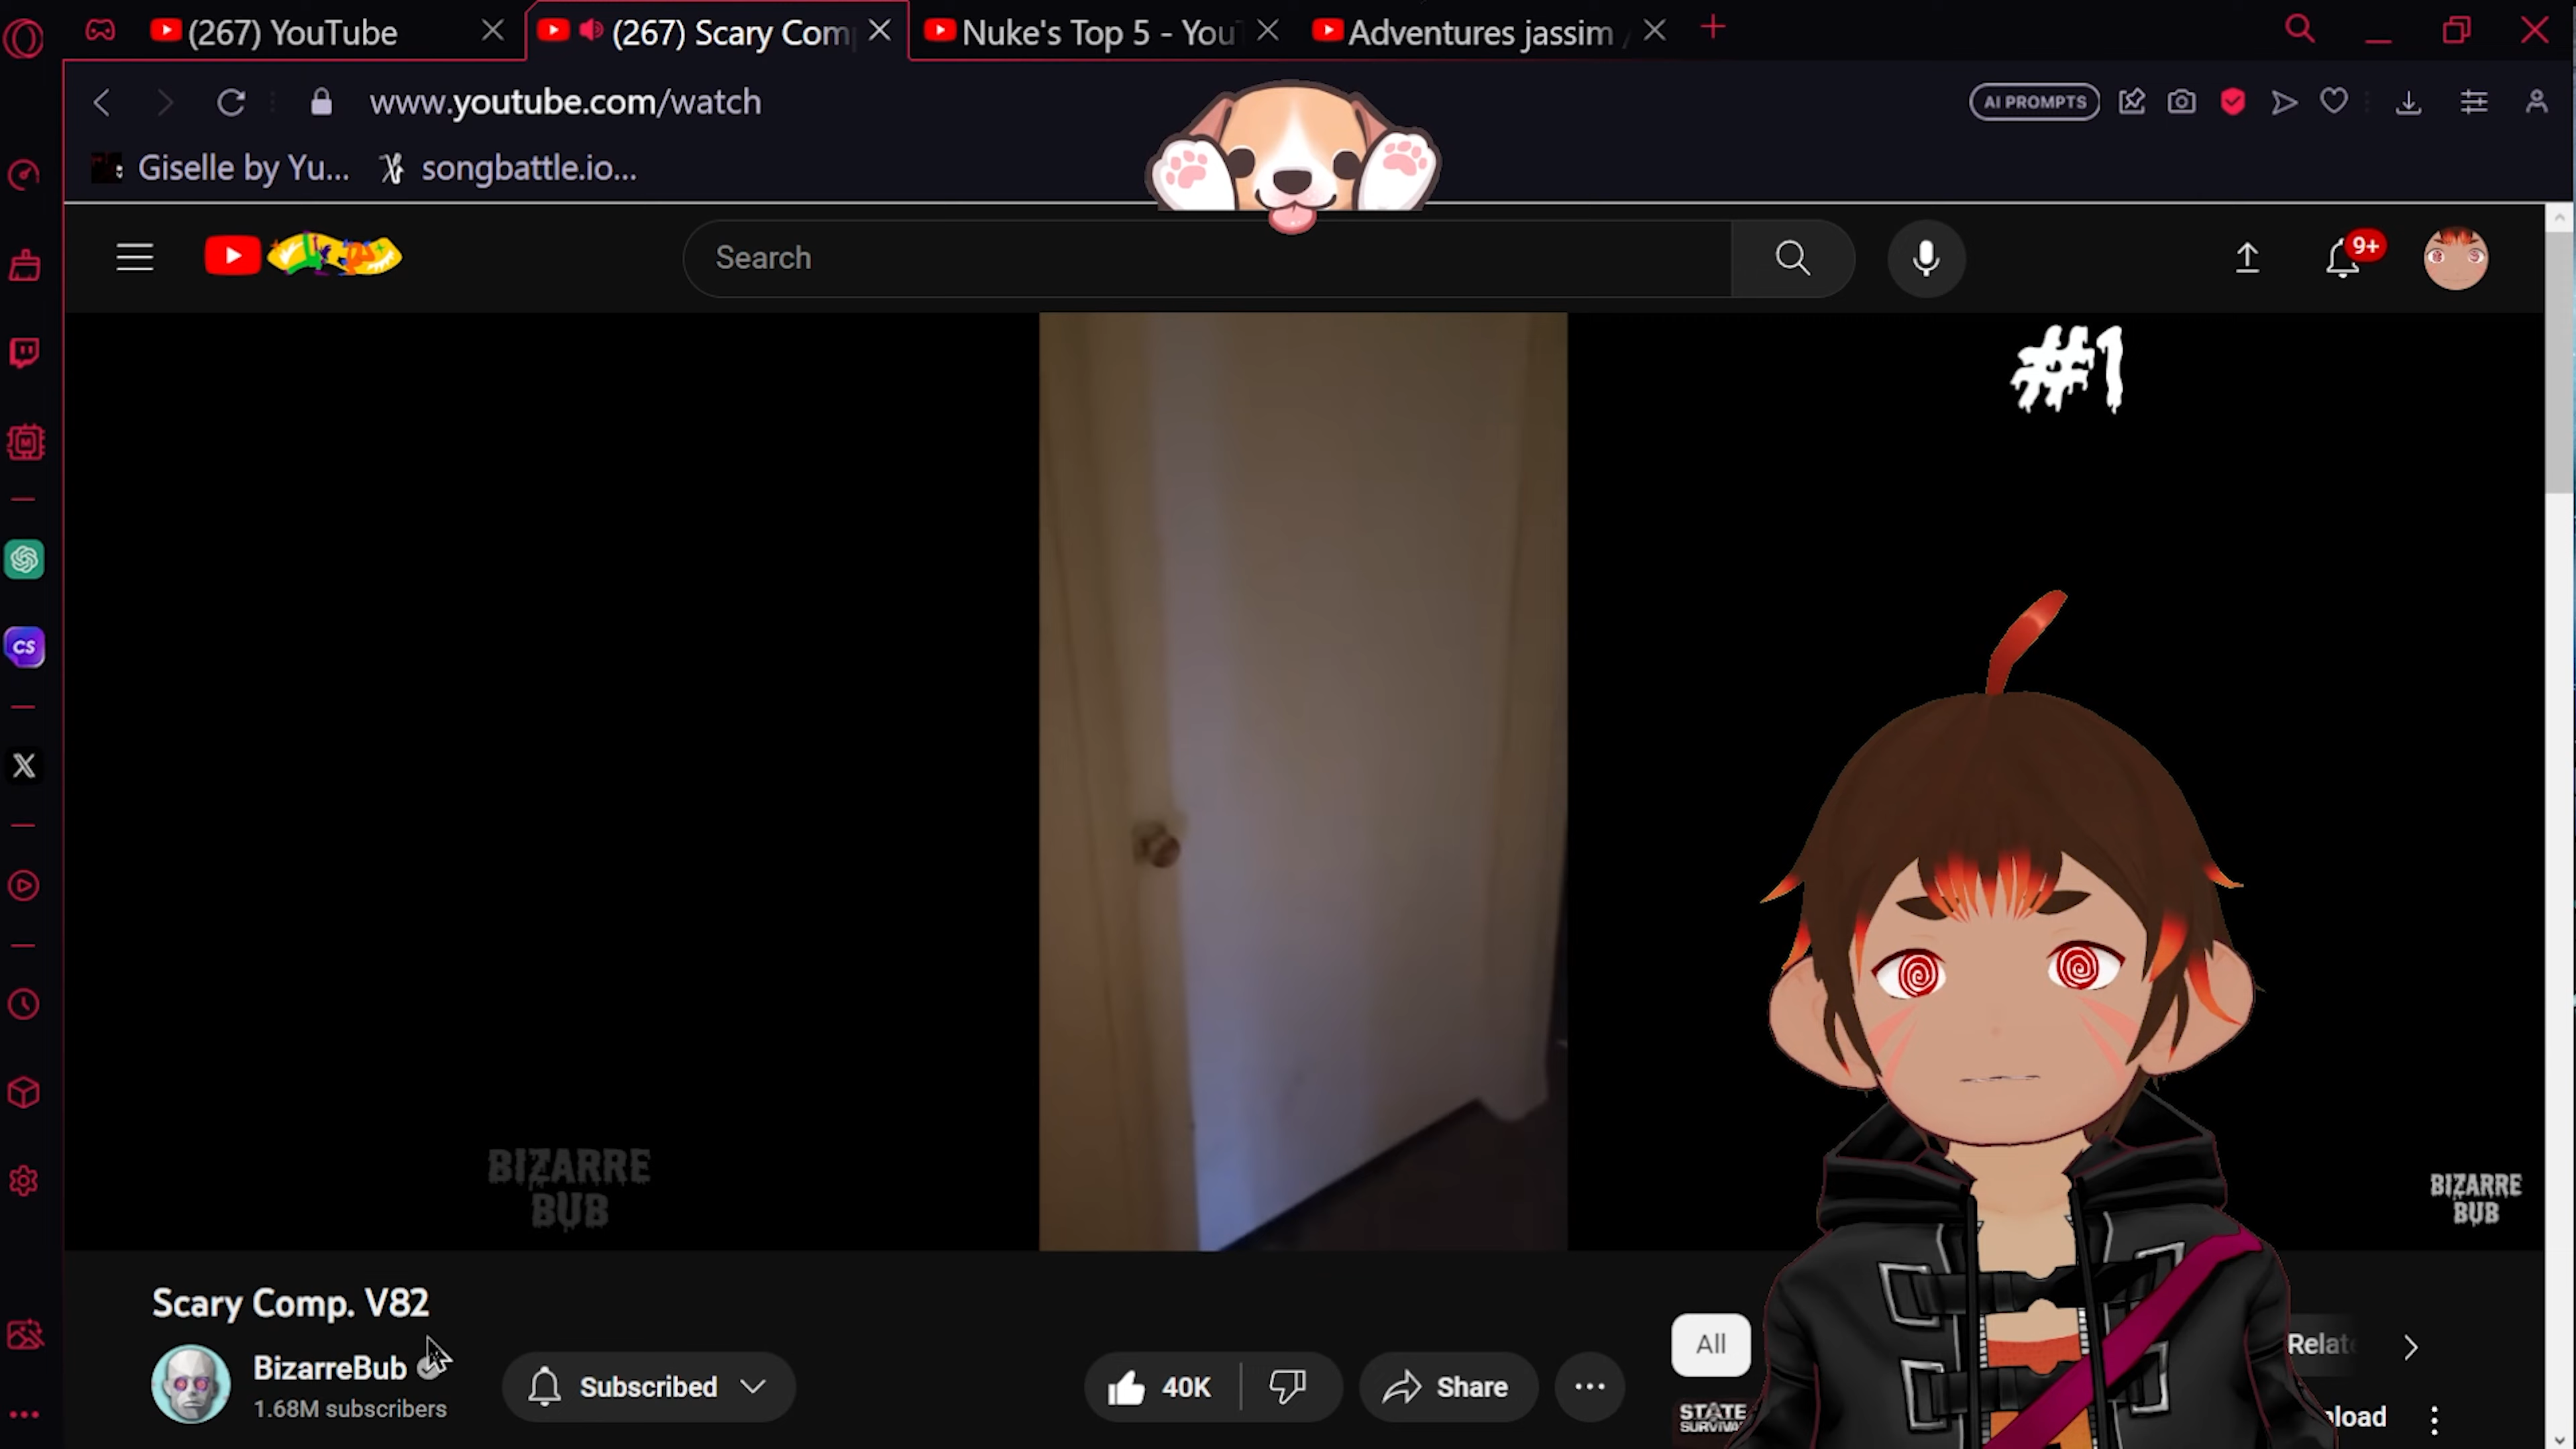 (267) YouTube
(267) Scary Com
Nuke's Top 5 - You
Adventures jassim
www.youtube.com/watch
AI PROMPTS
Giselle by Yu...
songbattle.io...
Search
9+
#1
CS
BIZARRE
BUB
BIZARRE
BUB
Scary Comp. V82
BizarreBub
1.68M subscribers
Subscribed
40K
Share
All
Relat
STATE
SURVIVA
load